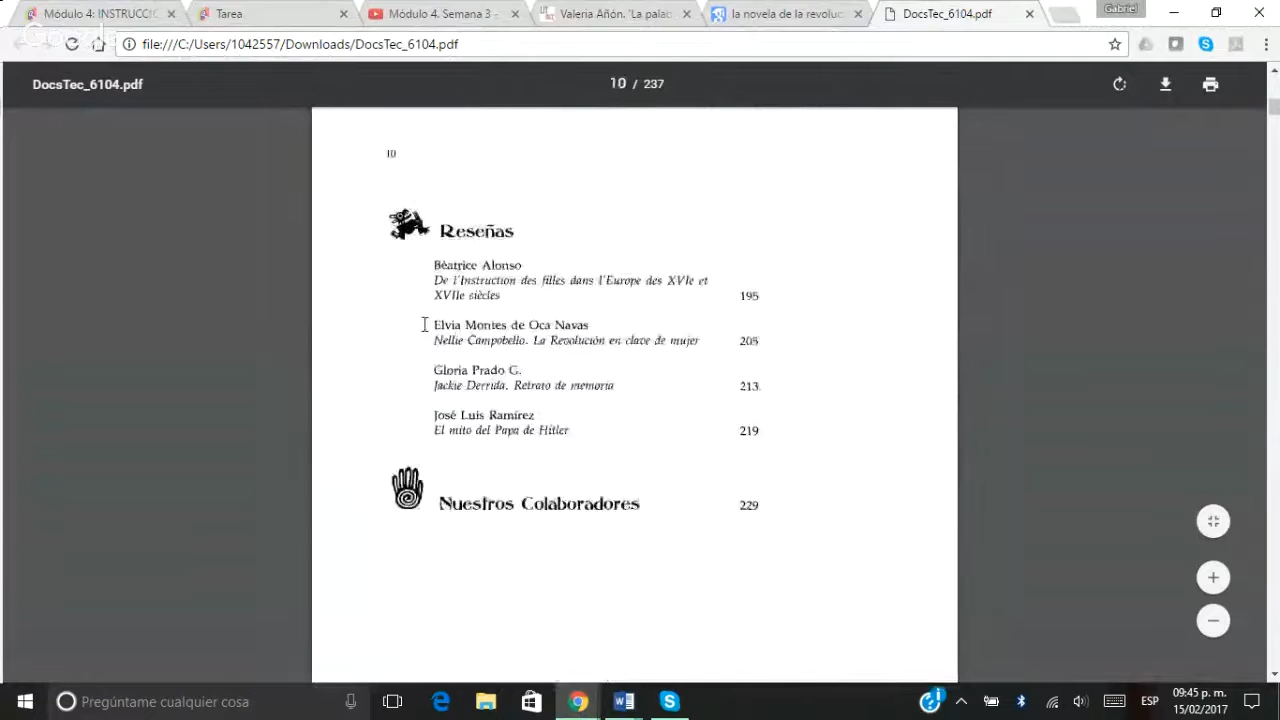 Módulo 4: INSTRUCCI
Tarea
Módulo 4. Semana 3 -
Valeria Añón. 'La palab
la novela de la revoluc
DocsTec_6104.pdf
Gabriel
file:///C:/Users/1042557/Downloads/DocsTec_6104.pdf
DocsTec_6104.pdf
10 / 237
10
Reseñas
Béatrice Alonso
De l'Instruction des filles dans l'Europe des XVIe et
XVIIe siècles 195
Elvia Montes de Oca Navas
Nellie Campobello. La Revolución en clave de mujer 205
Gloria Prado G.
Jackie Derrida. Retrato de memoria 213
José Luis Ramírez
El mito del Papa de Hitler 219
Nuestros Colaboradores 229
Pregúntame cualquier cosa
ESP
09:45 p. m.
15/02/2017